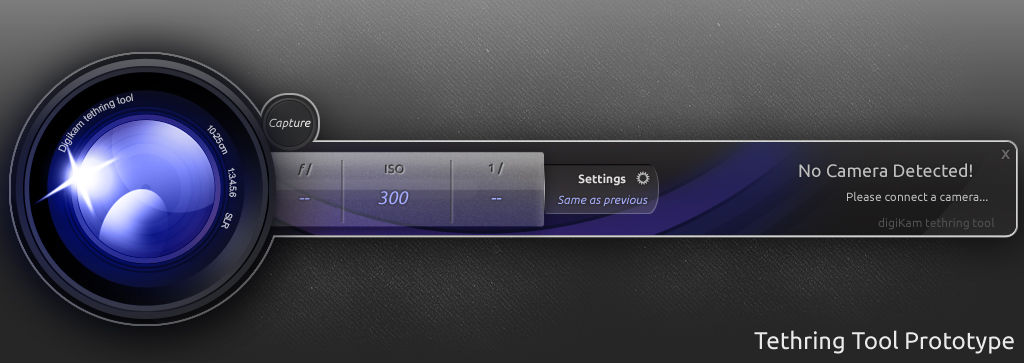 Digikam tethring tool
10-25cm
1:3.4.5.6
SLR
Capture
f /
ISO
1 /
--
300
--
Settings
Same as previous
x
No Camera Detected!
Please connect a camera...
digiKam tethring tool
Tethring Tool Prototype